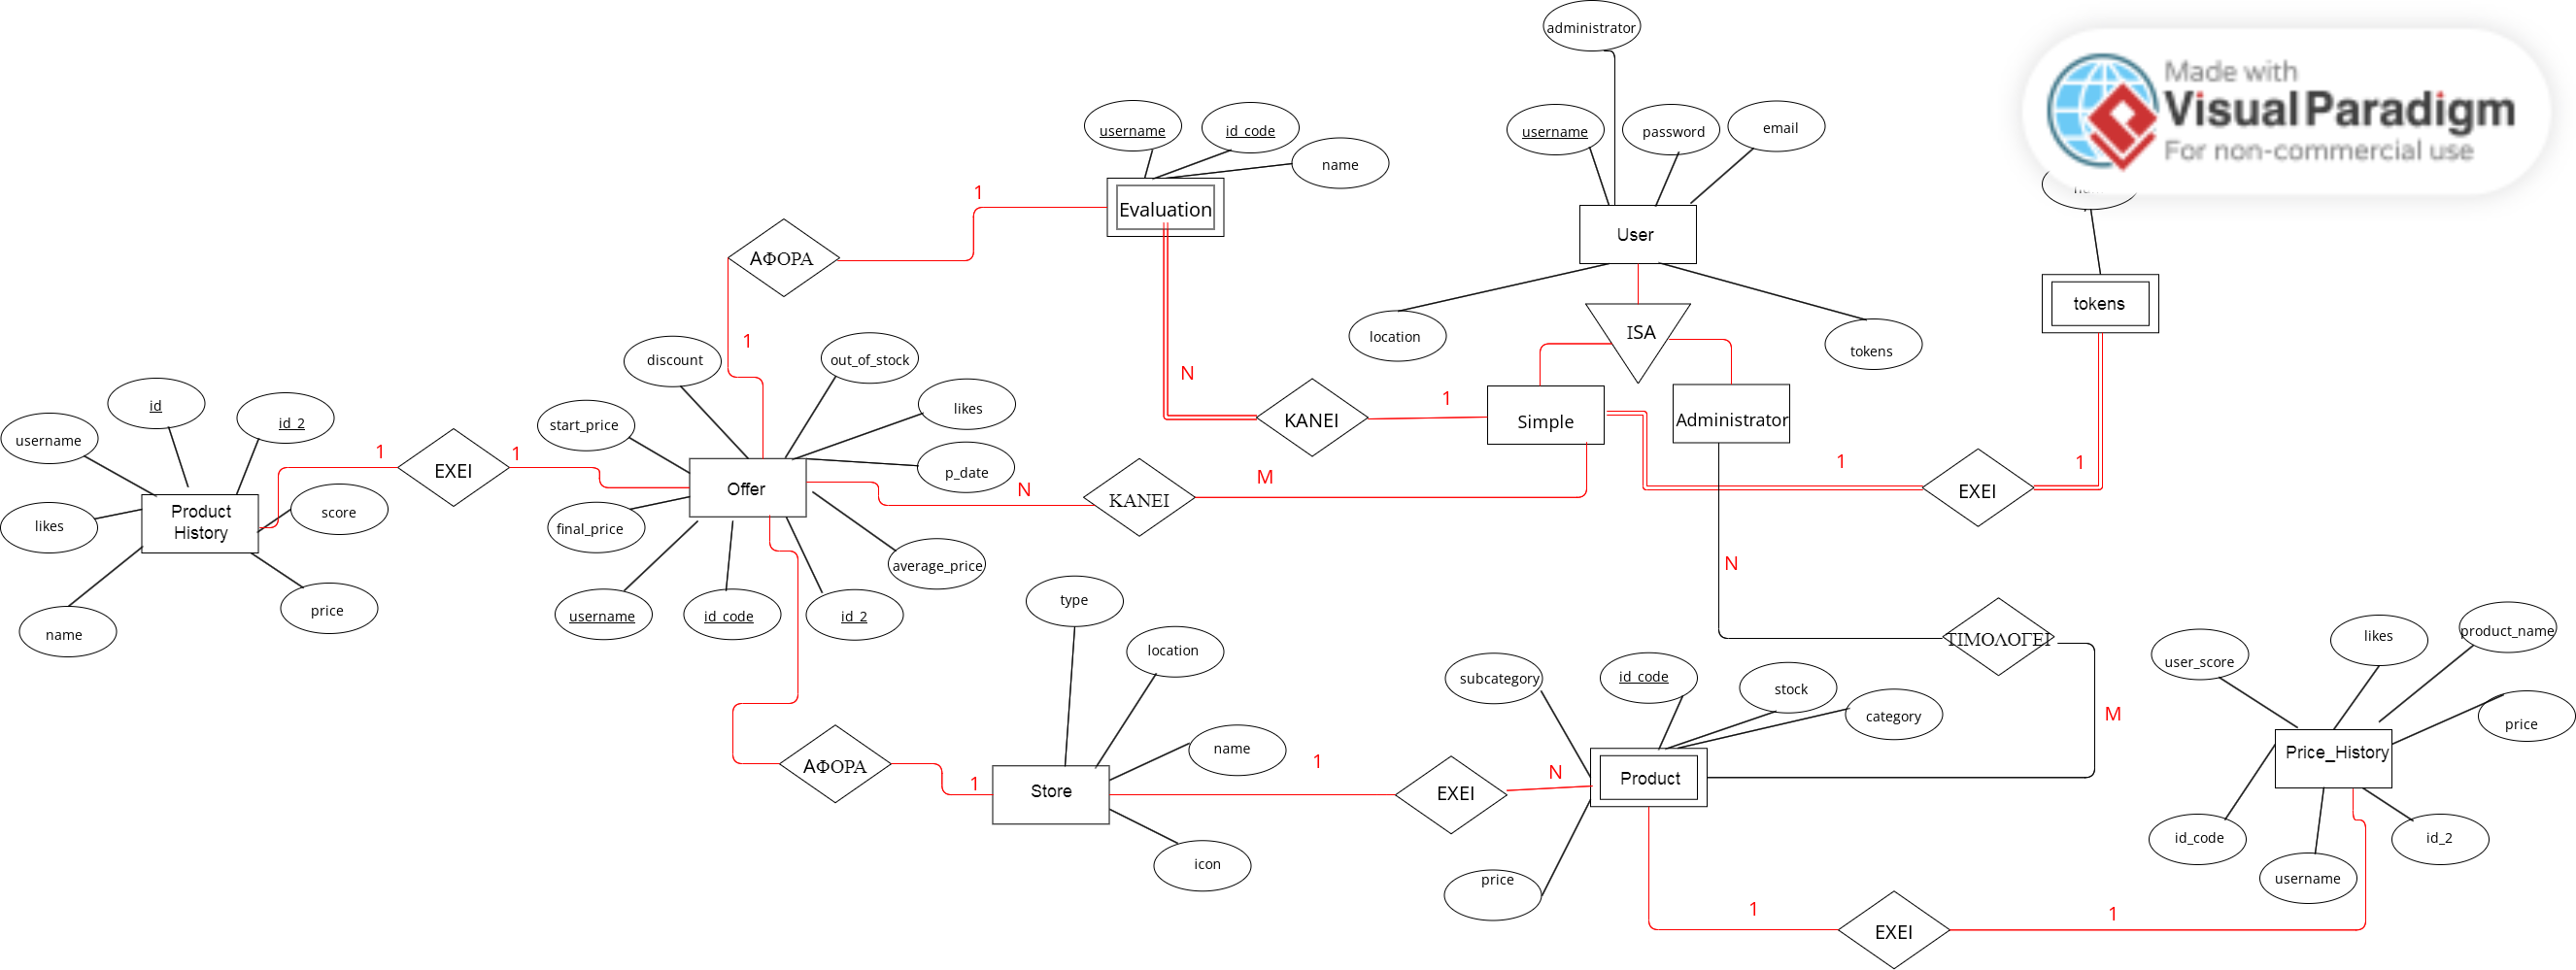 administrator
Made with
Visual Paradigm
For non-commercial use
username
id_code
name
username
password
email
Evaluation
1
ΑΦΟΡΑ
User
tokens
ISA
location
tokens
1
discount
out_of_stock
N
likes
start_price
id
id_2
username
1
ΕΧΕΙ
1
p_date
ΚΑΝΕΙ
1
Simple
Administrator
1
1
ΕΧΕΙ
Offer
N
ΚΑΝΕΙ
M
Product
History
score
likes
final_price
average_price
N
username
id_code
id_2
name
price
type
location
ΤΙΜΟΛΟΓΕΙ
M
subcategory
id_code
stock
category
user_score
likes
product_name
price
name
ΑΦΟΡΑ
1
Store
1
ΕΧΕΙ
N
Product
Price_History
icon
price
id_code
username
id_2
1
ΕΧΕΙ
1